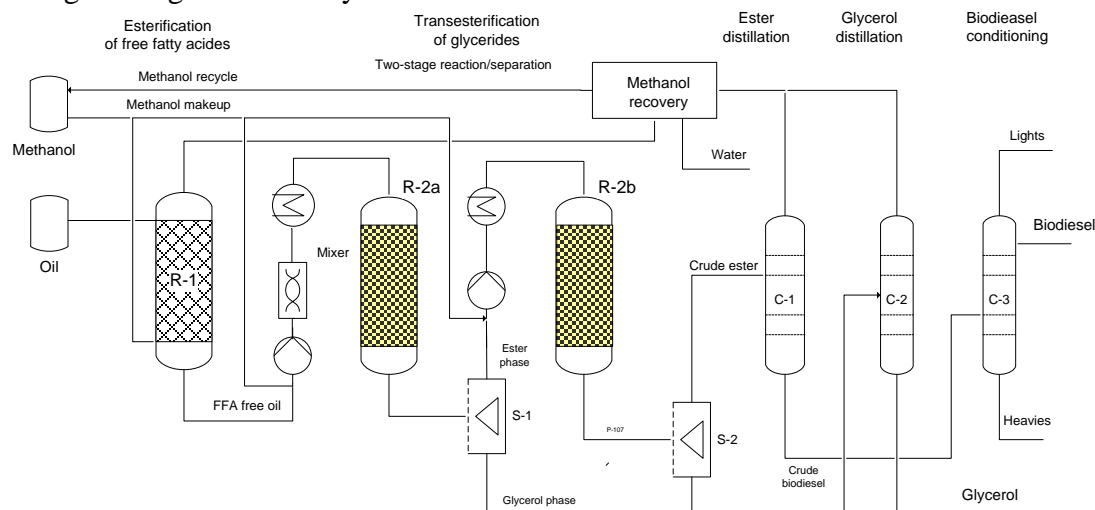 Esterification
of free fatty acides
Transesterification
of glycerides
Two-stage reaction/separation
Ester
distillation
Glycerol
distillation
Biodieasel
conditioning
Methanol recycle
Methanol makeup
Methanol
recovery
Methanol
Water
Lights
Oil
R-1
Mixer
R-2a
R-2b
Biodiesel
Crude ester
C-1
C-2
C-3
Ester
phase
FFA free oil
S-1
P-107
S-2
Heavies
Crude
biodiesel
Glycerol phase
Glycerol